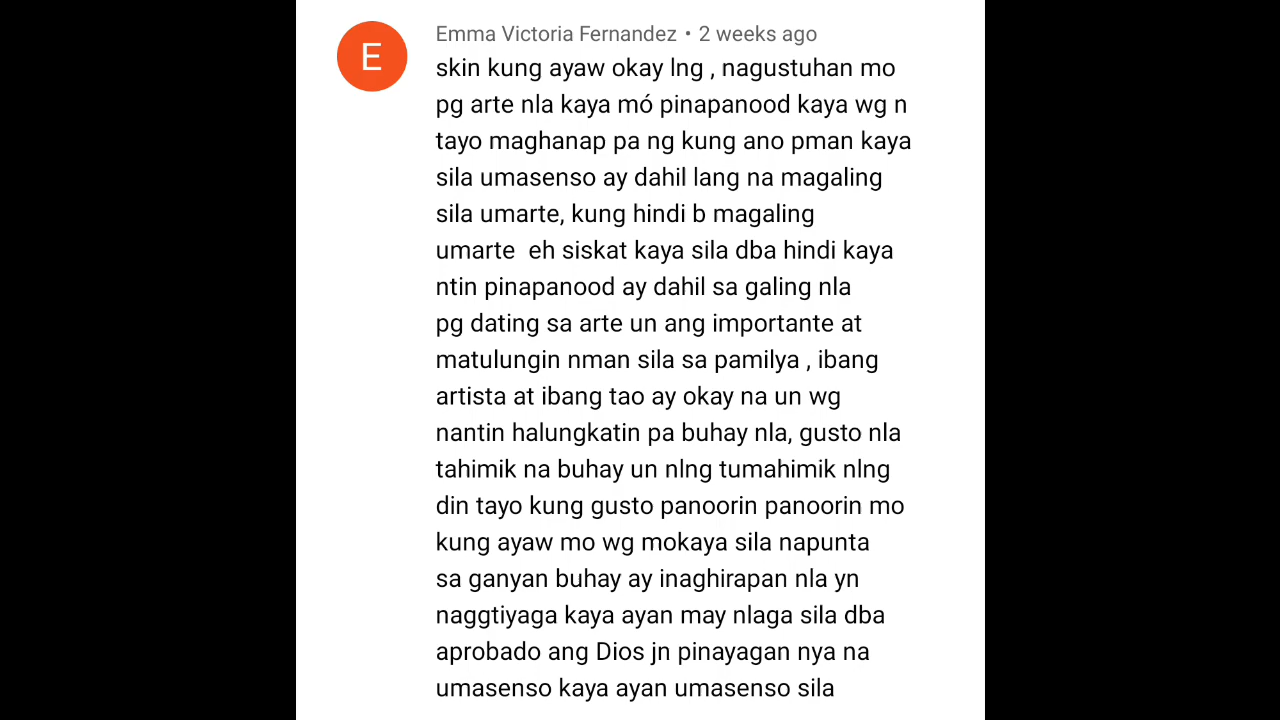 E
Emma Victoria Fernandez • 2 weeks ago
skin kung ayaw okay lng , nagustuhan mo
pg arte nla kaya mó pinapanood kaya wg n
tayo maghanap pa ng kung ano pman kaya
sila umasenso ay dahil lang na magaling
sila umarte, kung hindi b magaling
umarte  eh siskat kaya sila dba hindi kaya
ntin pinapanood ay dahil sa galing nla
pg dating sa arte un ang importante at
matulungin nman sila sa pamilya , ibang
artista at ibang tao ay okay na un wg
nantin halungkatin pa buhay nla, gusto nla
tahimik na buhay un nlng tumahimik nlng
din tayo kung gusto panoorin panoorin mo
kung ayaw mo wg mokaya sila napunta
sa ganyan buhay ay inaghirapan nla yn
naggtiyaga kaya ayan may nlaga sila dba
aprobado ang Dios jn pinayagan nya na
umasenso kaya ayan umasenso sila